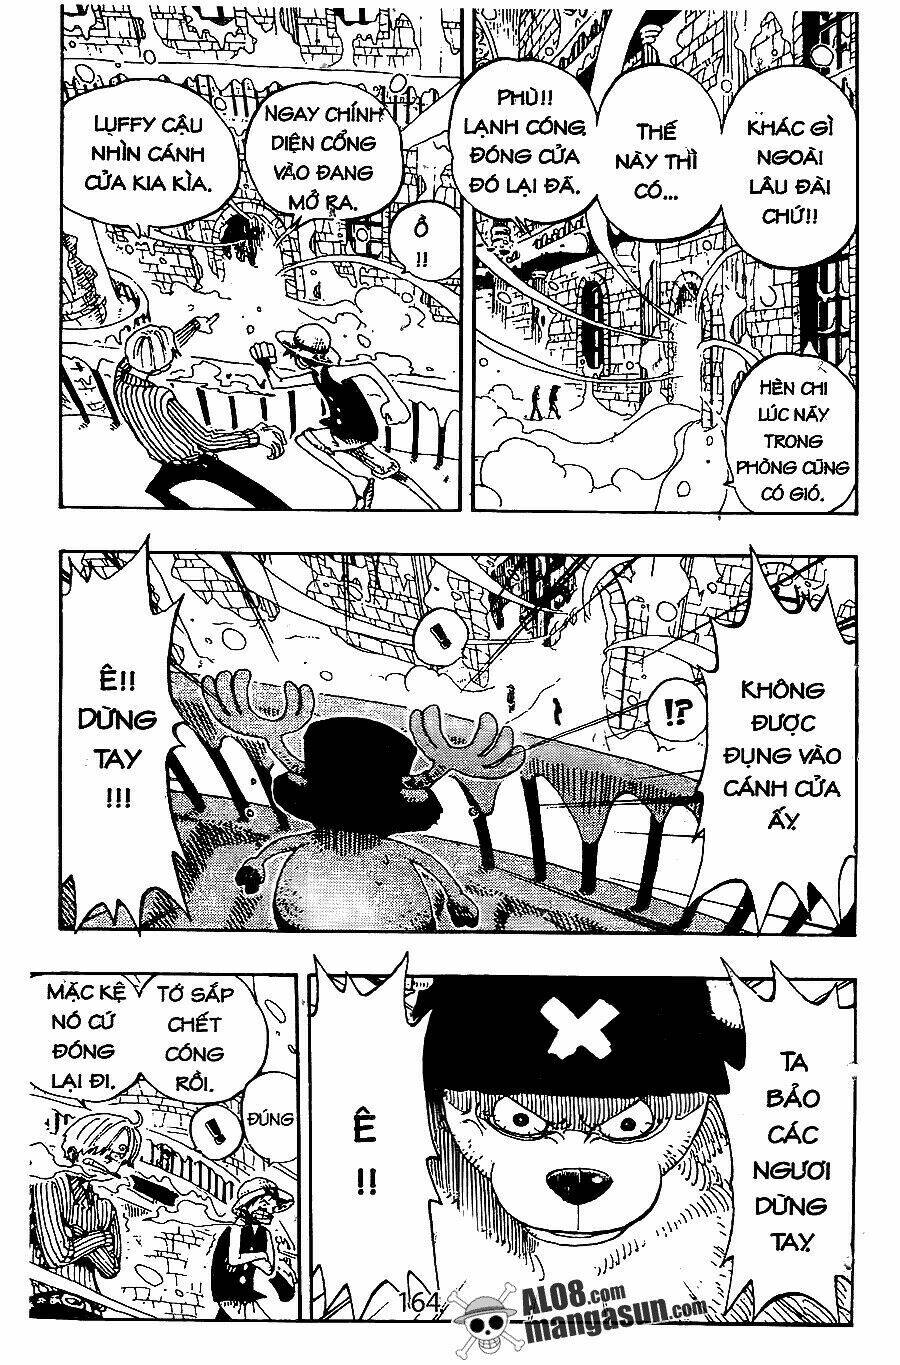 KHÁC GÌ
NGOÀI
LÂU ĐÀI
CHỨ!!
THẾ
NÀY THÌ
CÓ...
PHÙ!!
LẠNH CÓNG,
ĐÓNG CỬA
ĐÓ LẠI ĐÃ.
HÈN CHI
LÚC NÃY
TRONG
PHÒNG CŨNG
CÓ GIÓ.
NGAY CHÍNH
DIỆN CỔNG
VÀO ĐANG
MỞ RA.
LUFFY CẬU
NHÌN CÁNH
CỬA KIA KÌA.
Ồ
!!
KHÔNG
ĐƯỢC
ĐỤNG VÀO
CÁNH CỬA
ẤY.
!
!?
Ê!!
DỪNG
TAY
!!!
TA
BẢO
CÁC
NGƯƠI
DỪNG
TAY.
Ê
!!
TỚ SẮP
CHẾT
CÓNG
RỒI.
MẶC KỆ
NÓ CỨ
ĐÓNG
LẠI ĐI.
ĐÚNG
!
164
AL08.com
mangasun.com